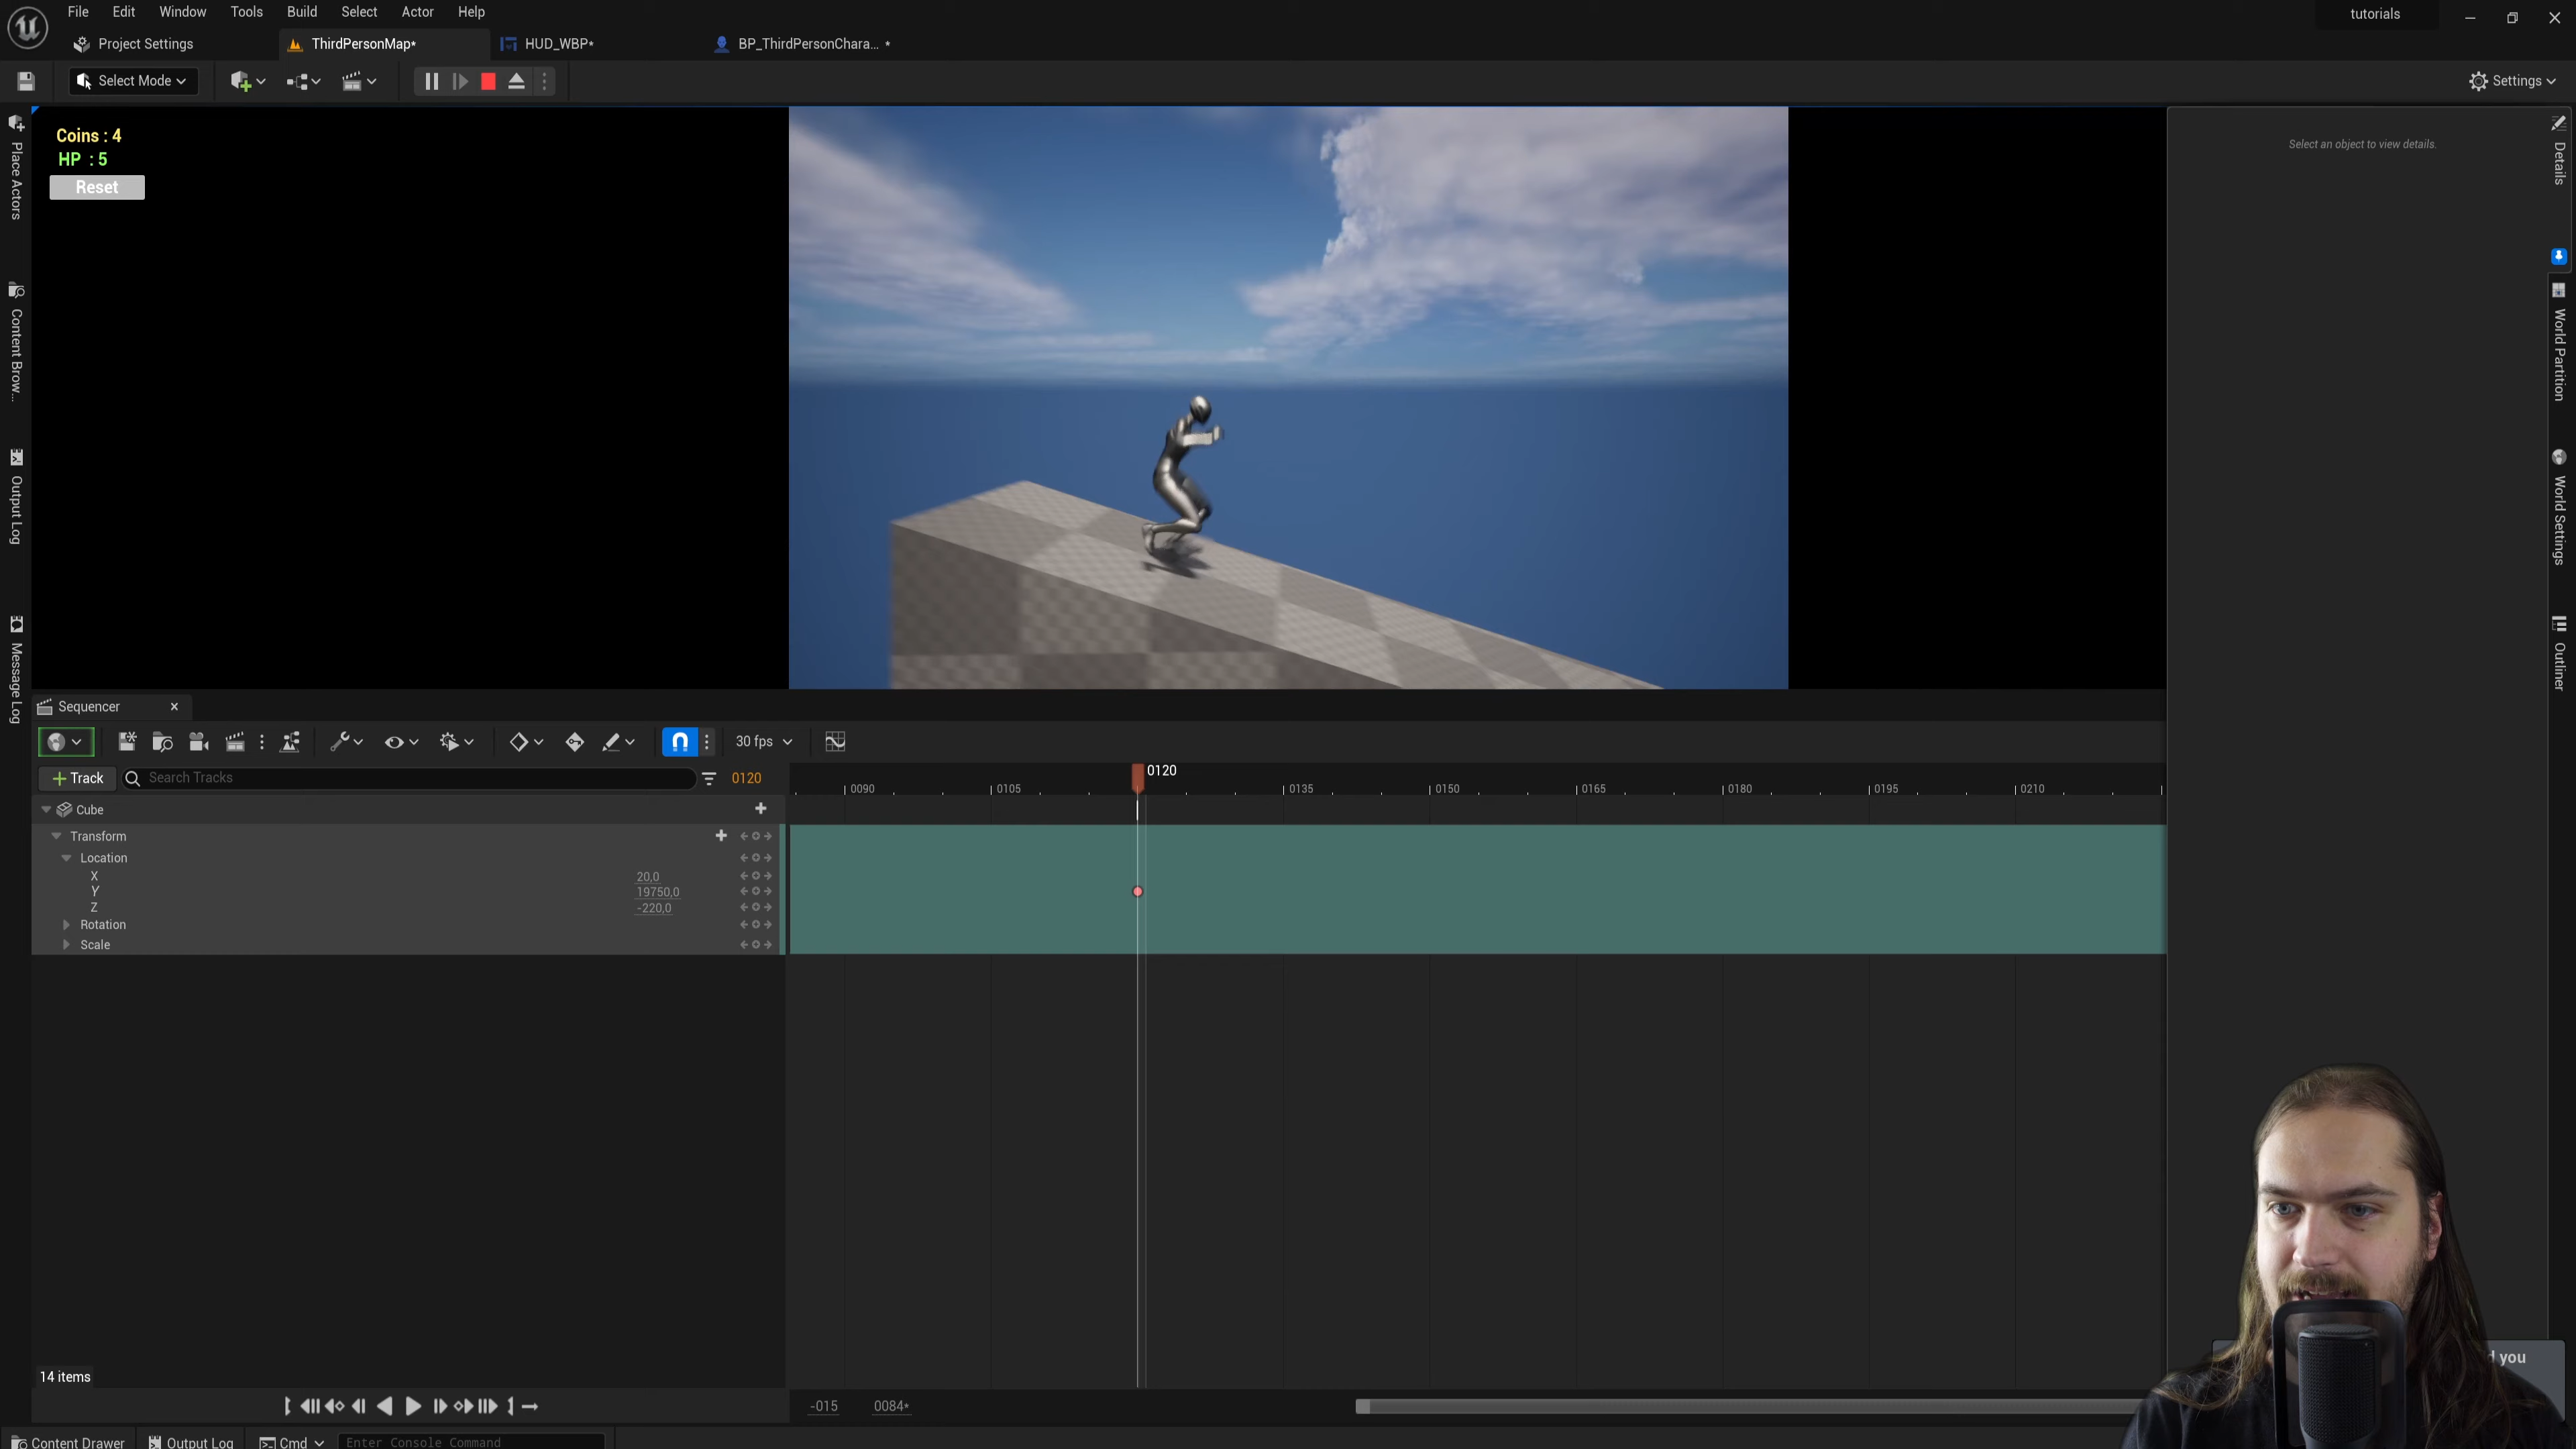 File Edit Window Tools Build Select Actor Help
tutorials
Project Settings
ThirdPersonMap*
HUD_WBP*
BP_ThirdPersonChara... *
Select Mode
Settings
Place Actors
Content Brow...
Output Log
Message Log
Coins : 4
HP : 5
Reset
Select an object to view details.
Details
World Partition
World Settings
Outliner
Sequencer
30 fps
Track
Search Tracks
0120
0120
0090 0105 0135 0150 0165 0180 0195 0210
Cube
Transform
Location
X 20,0
Y 19750,0
Z -220,0
Rotation
Scale
14 items
-015 0084*
Content Drawer
Output Log
Cmd
Enter Console Command
you